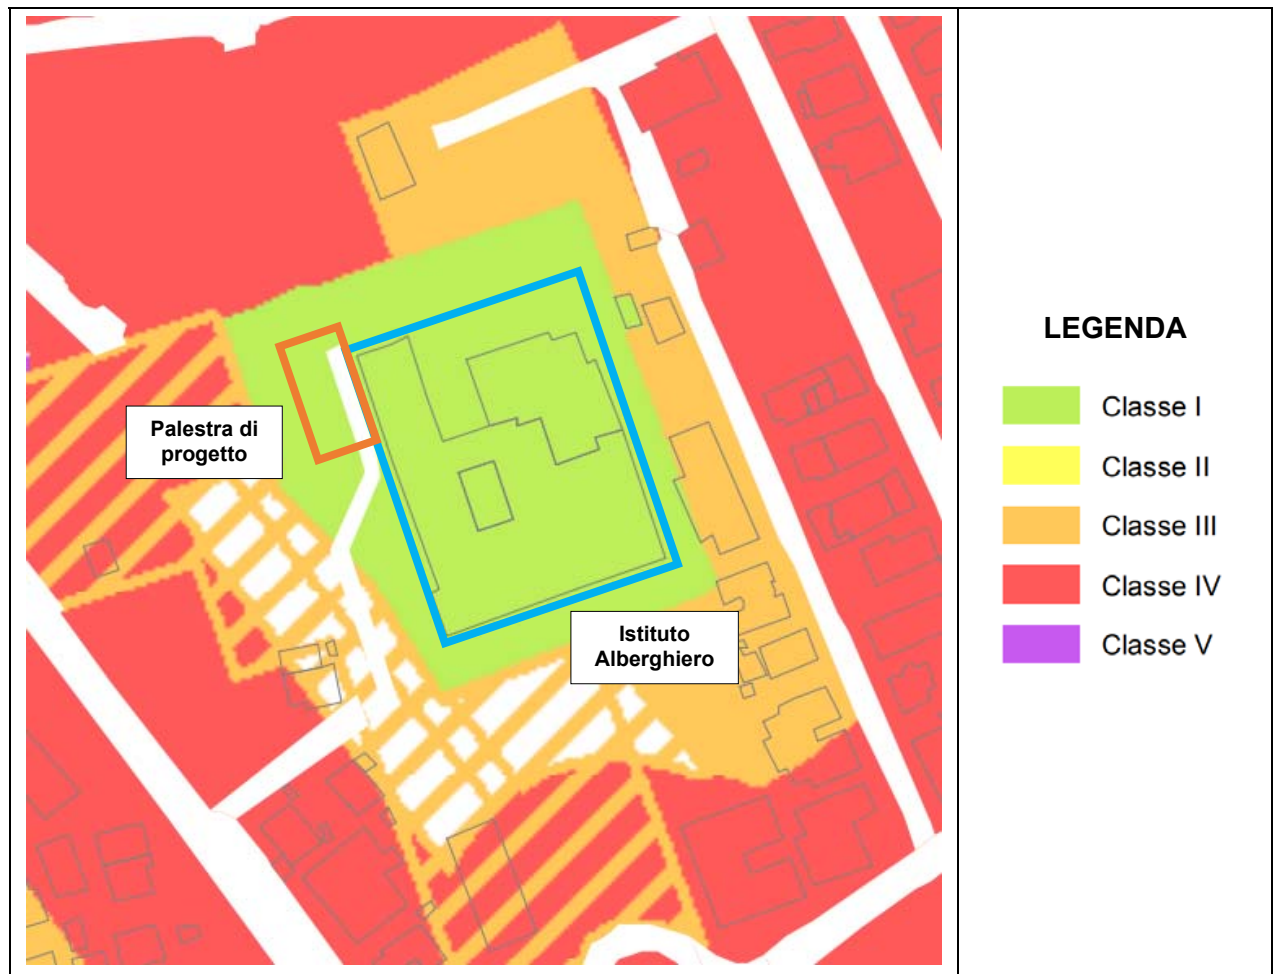 Palestra di
progetto
Istituto
Alberghiero
LEGENDA
Classe I
Classe II
Classe III
Classe IV
Classe V